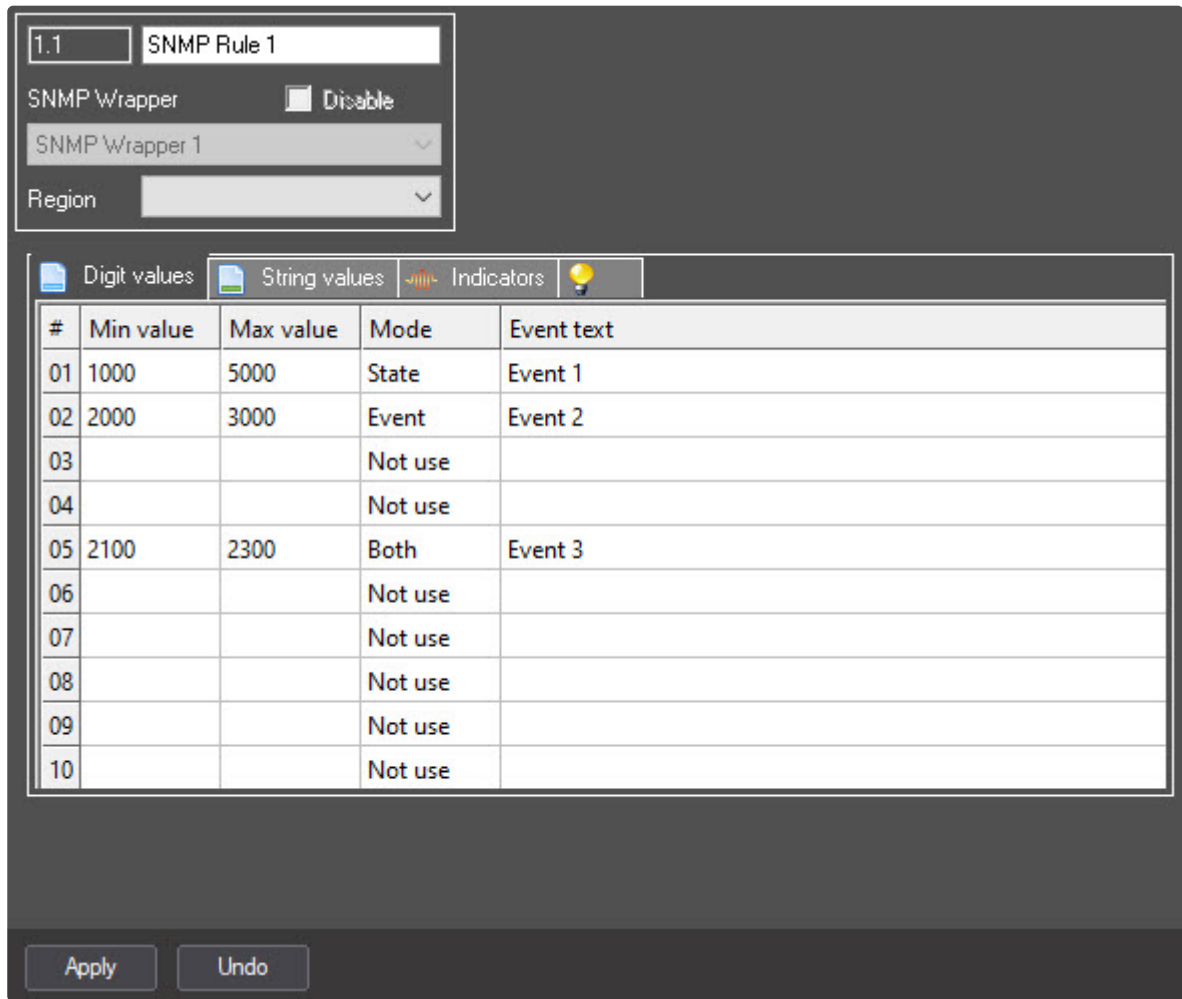 1.1 SNMP Rule 1
SNMP Wrapper Disable
SNMP Wrapper 1
Region
Digit values String values Indicators
# Min value Max value Mode Event text
01 1000 5000 State Event 1
02 2000 3000 Event Event 2
03 Not use
04 Not use
05 2100 2300 Both Event 3
06 Not use
07 Not use
08 Not use
09 Not use
10 Not use
Apply Undo